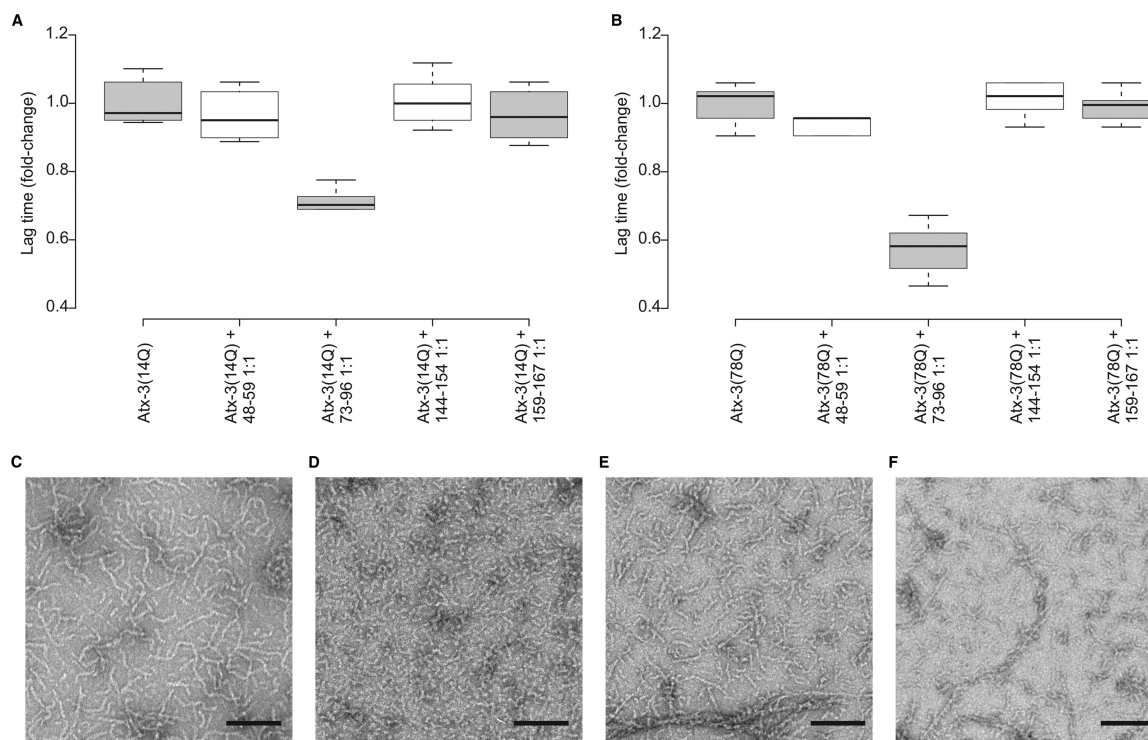 A
1.2
1.0
0.8
0.6
0.4
Lag time (fold-change)
Atx-3(14Q)
Atx-3(14Q) +
48-59 1:1
Atx-3(14Q) +
73-96 1:1
Atx-3(14Q) +
144-154 1:1
Atx-3(14Q) +
159-167 1:1
B
1.2
1.0
0.8
0.6
0.4
Lag time (fold-change)
Atx-3(78Q)
Atx-3(78Q) +
48-59 1:1
Atx-3(78Q) +
73-96 1:1
Atx-3(78Q) +
144-154 1:1
Atx-3(78Q) +
159-167 1:1
C
D
E
F